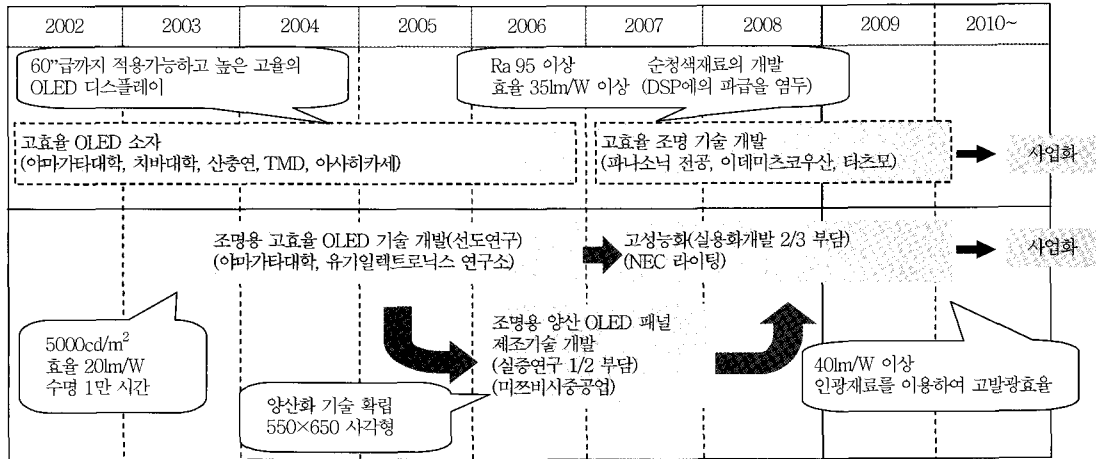 2002 2003 2004 2005 2006 2007 2008 2009 2010~
60”급까지 적용가능하고 높은 고율의
OLED 디스플레이
Ra 95 이상 순청색재료의 개발
효율 35lm/W 이상 (DSP에의 파급을 염두)
고효율 OLED 소자
(야마가타대학, 치바대학, 산총연, TMD, 아사히카세)
고효율 조명 기술 개발
(파나소닉 전공, 이데미츠코우산, 타츠모)
사업화
조명용 고효율 OLED 기술 개발(선도연구)
(야마가타대학, 유기일렉트로닉스 연구소)
고성능화(실용화개발 2/3 부담)
(NEC 라이팅)
사업화
5000cd/m²
효율 20lm/W
수명 1만 시간
조명용 양산 OLED 패널
제조기술 개발
(실증연구 1/2 부담)
(미쯔비시중공업)
양산화 기술 확립
550×650 사각형
40lm/W 이상
인광재료를 이용하여 고발광효율